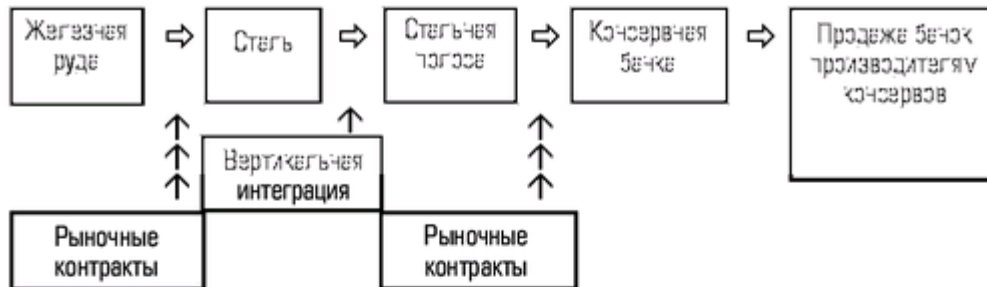 Железная
руда
Сталь
Стальная
полоса
Консервная
банка
Продажа банок
производителям
консервов
Вертикальная
интеграция
Рыночные
контракты
Рыночные
контракты